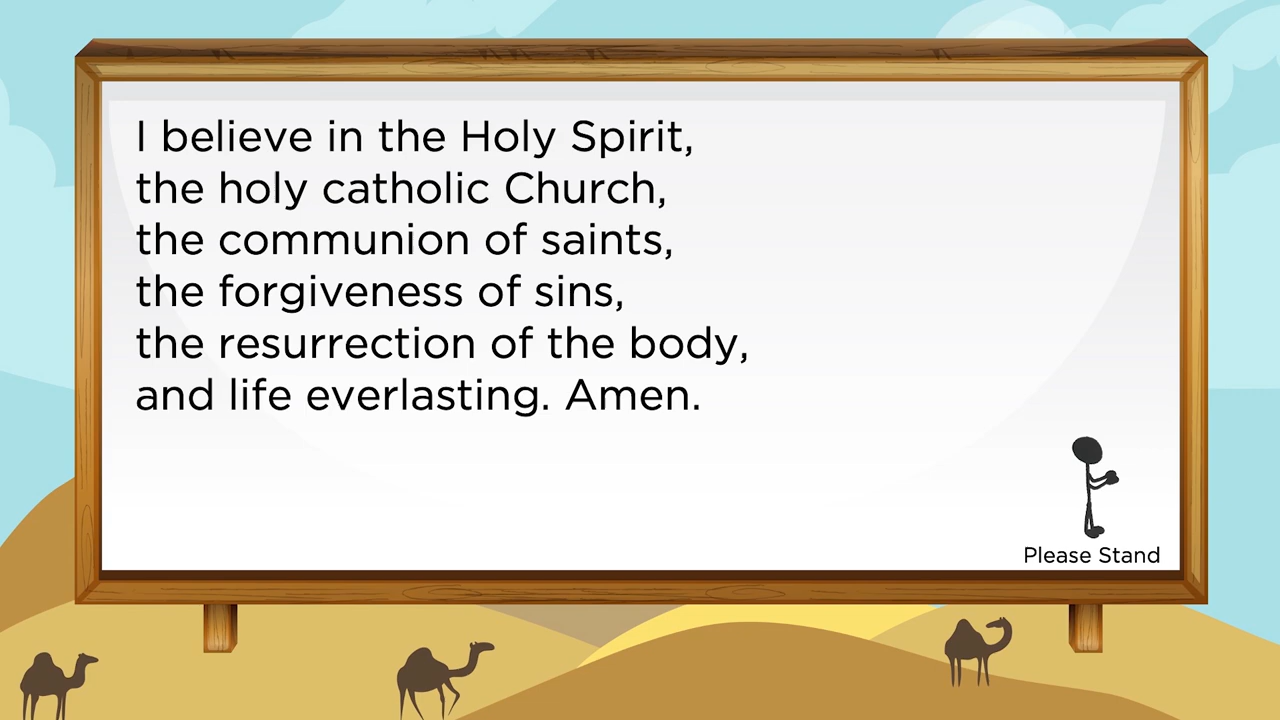 I believe in the Holy Spirit,
the holy catholic Church,
the communion of saints,
the forgiveness of sins,
the resurrection of the body,
and life everlasting. Amen.
Please Stand